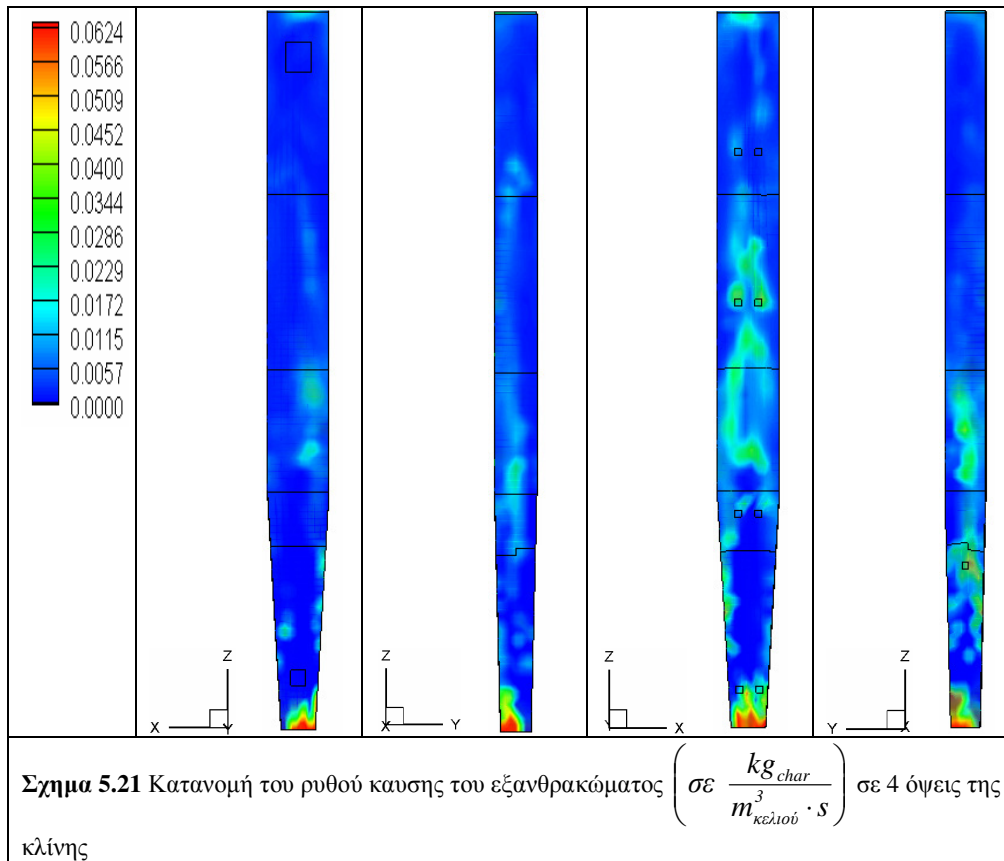 0.0624
0.0566
0.0509
0.0452
0.0400
0.0344
0.0286
0.0229
0.0172
0.0115
0.0057
0.0000
Z
X
Y
Z
X
Y
Z
Y
X
Z
Y
X
Σχημα 5.21 Κατανομή του ρυθού καυσης του εξανθρακώματος (σε kg_char / m³_κελιού · s) σε 4 όψεις της
κλίνης